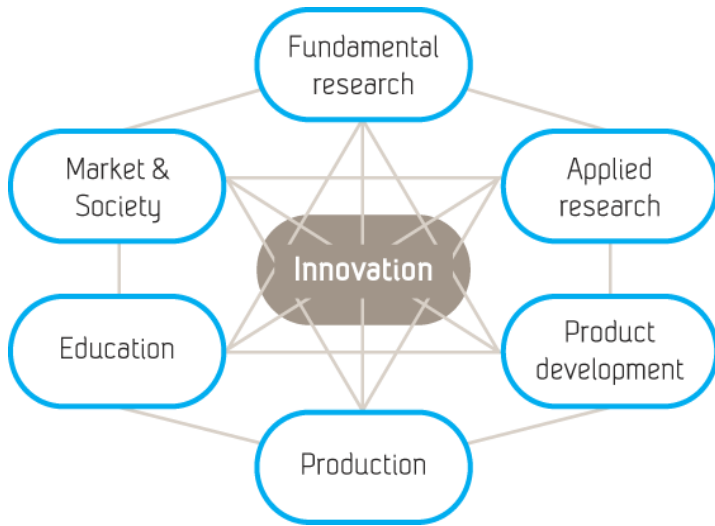 Fundamental
research
Market &
Society
Applied
research
Innovation
Education
Product
development
Production